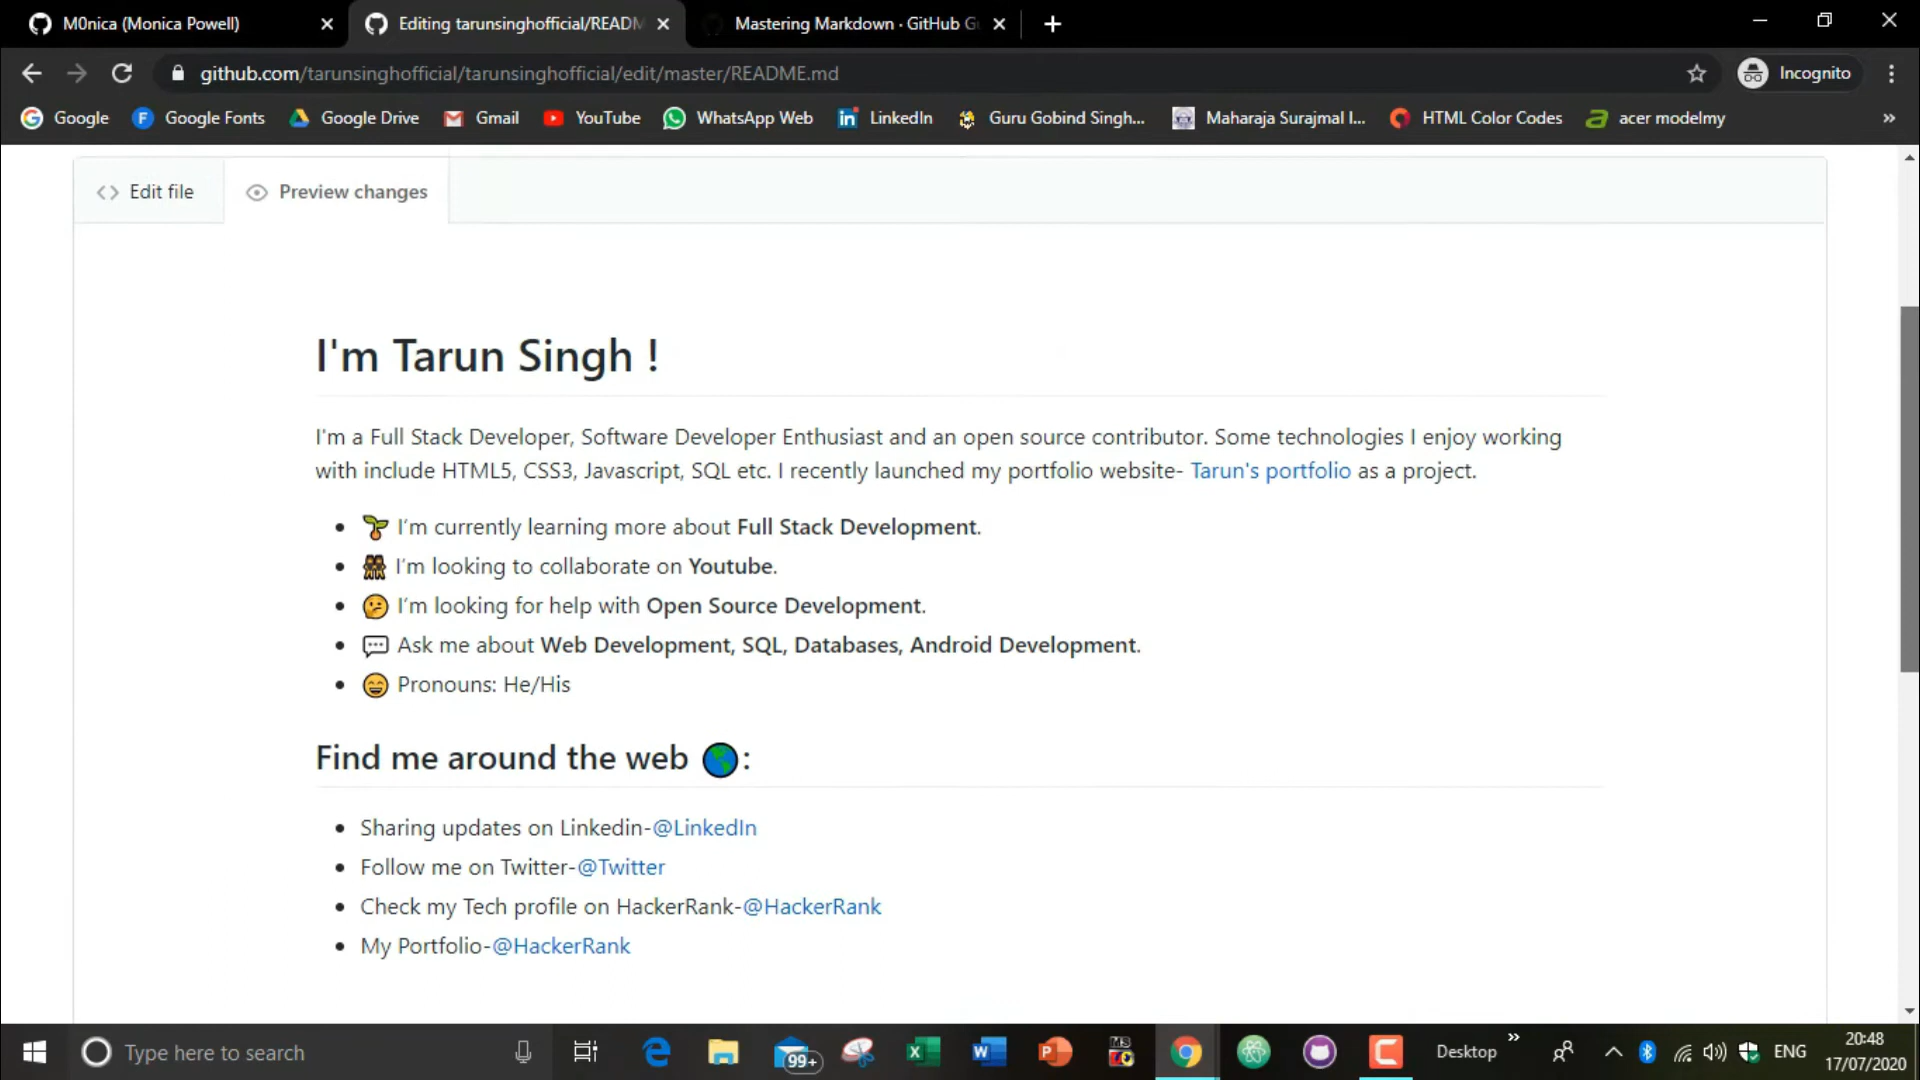 M0nica (Monica Powell)
Editing tarunsinghofficial/READM
Mastering Markdown · GitHub G
github.com/tarunsinghofficial/tarunsinghofficial/edit/master/README.md
Incognito
Google
Google Fonts
Google Drive
Gmail
YouTube
WhatsApp Web
LinkedIn
Guru Gobind Singh...
Maharaja Surajmal I...
HTML Color Codes
acer modelmy
Edit file
Preview changes
I'm Tarun Singh !
I'm a Full Stack Developer, Software Developer Enthusiast and an open source contributor. Some technologies I enjoy working
with include HTML5, CSS3, Javascript, SQL etc. I recently launched my portfolio website- Tarun's portfolio as a project.
I'm currently learning more about Full Stack Development.
I'm looking to collaborate on Youtube.
I'm looking for help with Open Source Development.
Ask me about Web Development, SQL, Databases, Android Development.
Pronouns: He/His
Find me around the web 🌎:
Sharing updates on Linkedin-@LinkedIn
Follow me on Twitter-@Twitter
Check my Tech profile on HackerRank-@HackerRank
My Portfolio-@HackerRank
Type here to search
99+
Desktop
ENG
20:48
17/07/2020